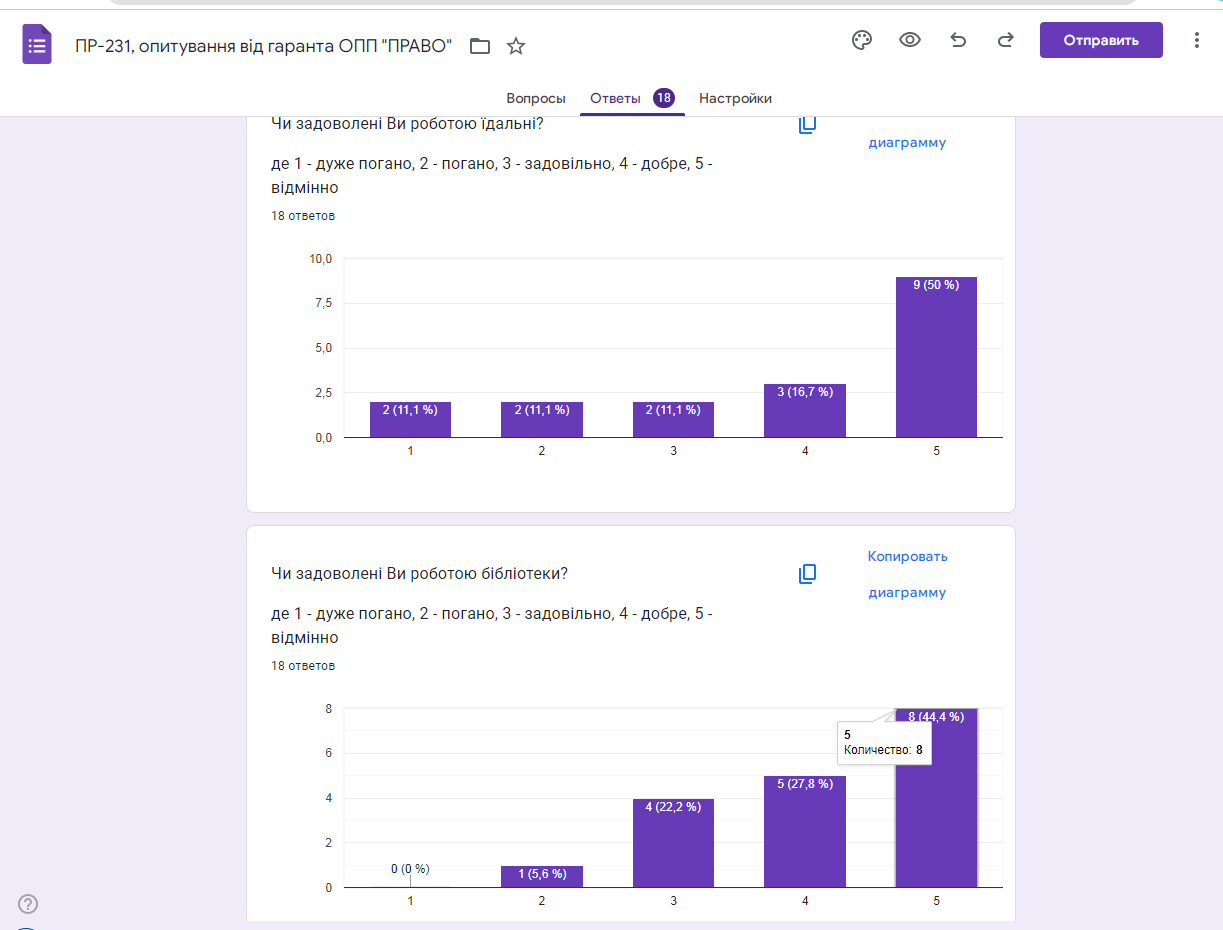 ПР-231, опитування від гаранта ОПП "ПРАВО"
Отправить
Вопросы
Ответы 18
Настройки
Чи задоволені Ви роботою їдальні?
диаграмму
де 1 - дуже погано, 2 - погано, 3 - задовільно, 4 - добре, 5 -
відмінно
18 ответов
10,0
7,5
5,0
2,5
0,0
2 (11,1 %)
2 (11,1 %)
2 (11,1 %)
3 (16,7 %)
9 (50 %)
1
2
3
4
5
Копировать
диаграмму
Чи задоволені Ви роботою бібліотеки?
де 1 - дуже погано, 2 - погано, 3 - задовільно, 4 - добре, 5 -
відмінно
18 ответов
8
6
4
2
0
0 (0 %)
1 (5,6 %)
4 (22,2 %)
5 (27,8 %)
8 (44,4 %)
5
Количество: 8
1
2
3
4
5